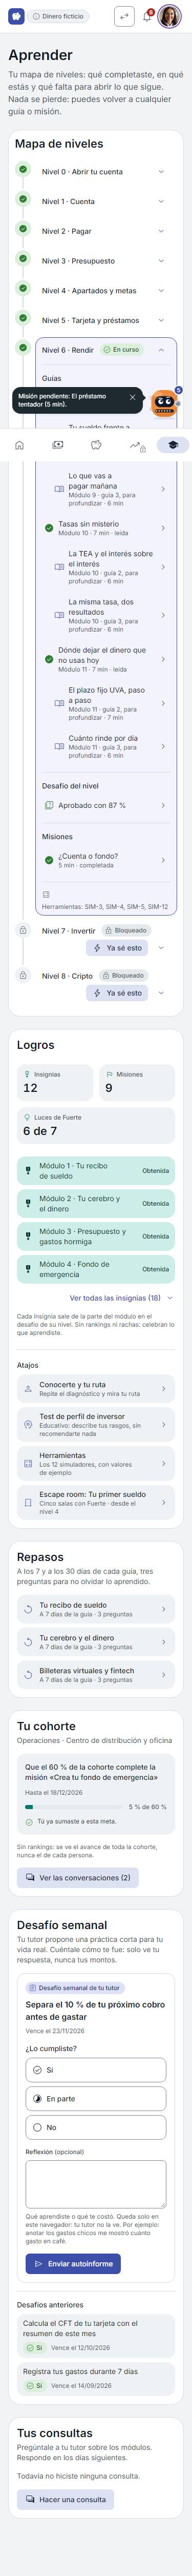 Dinero ficticio
8
Aprender
Tu mapa de niveles: qué completaste, en qué
estás y qué falta para abrir lo que sigue.
Nada se pierde: puedes volver a cualquier
guía o misión.
Mapa de niveles
Nivel 0 · Abrir tu cuenta
Nivel 1 · Cuenta
Nivel 2 · Pagar
Nivel 3 · Presupuesto
Nivel 4 · Apartados y metas
Nivel 5 · Tarjeta y préstamos
Nivel 6 · Rendir
En curso
Guías
Misión pendiente: El préstamo
tentador (5 min).
5
Lo que vas a
pagar mañana
Módulo 9 · guía 3, para
profundizar · 6 min
Tasas sin misterio
Módulo 10 · 7 min · leída
La TEA y el interés sobre
el interés
Módulo 10 · guía 2, para
profundizar · 6 min
La misma tasa, dos
resultados
Módulo 10 · guía 3, para
profundizar · 6 min
Dónde dejar el dinero que
no usas hoy
Módulo 11 · 7 min · leída
El plazo fijo UVA, paso
a paso
Módulo 11 · guía 2, para
profundizar · 7 min
Cuánto rinde por día
Módulo 11 · guía 3, para
profundizar · 6 min
Desafío del nivel
Aprobado con 87 %
Misiones
¿Cuenta o fondo?
5 min · completada
Herramientas: SIM-3, SIM-4, SIM-5, SIM-12
Nivel 7 · Invertir
Bloqueado
Ya sé esto
Nivel 8 · Cripto
Bloqueado
Ya sé esto
Logros
Insignias
12
Misiones
9
Luces de Fuerte
6 de 7
Módulo 1 · Tu recibo
de sueldo
Obtenida
Módulo 2 · Tu cerebro y
el dinero
Obtenida
Módulo 3 · Presupuesto y
gastos hormiga
Obtenida
Módulo 4 · Fondo de
emergencia
Obtenida
Ver todas las insignias (18)
Cada insignia sale de la parte del módulo en el
desafío de su nivel. Sin rankings ni rachas: celebran lo
que aprendiste.
Atajos
Conocerte y tu ruta
Repite el diagnóstico y mira tu ruta
Test de perfil de inversor
Educativo: describe tus rasgos, sin
recomendarte nada
Herramientas
Los 12 simuladores, con valores
de ejemplo
Escape room: Tu primer sueldo
Cinco salas con Fuerte · desde el
nivel 4
Repasos
A los 7 y a los 30 días de cada guía, tres
preguntas para no olvidar lo aprendido.
Tu recibo de sueldo
A 7 días de la guía · 3 preguntas
Tu cerebro y el dinero
A 7 días de la guía · 3 preguntas
Billeteras virtuales y fintech
A 7 días de la guía · 3 preguntas
Tu cohorte
Operaciones · Centro de distribución y oficina
Que el 60 % de la cohorte complete la
misión «Crea tu fondo de emergencia»
Hasta el 18/12/2026
5 % de 60 %
Tú ya sumaste a esta meta.
Sin rankings: se ve el avance de toda la cohorte,
nunca el de cada persona.
Ver las conversaciones (2)
Desafío semanal
Tu tutor propone una práctica corta para tu
vida real. Cuéntale cómo te fue: solo ve tu
respuesta, nunca tus montos.
Desafío semanal de tu tutor
Separa el 10 % de tu próximo cobro
antes de gastar
Vence el 23/11/2026
¿Lo cumpliste?
Sí
En parte
No
Reflexión (opcional)
Qué aprendiste o qué te costó. Queda solo en
este navegador: tu tutor no la ve. Por ejemplo:
anotar los gastos chicos me mostró cuánto
gasto en café.
Enviar autoinforme
Desafíos anteriores
Calcula el CFT de tu tarjeta con el
resumen de este mes
Sí
Vence el 12/10/2026
Registra tus gastos durante 7 días
Sí
Vence el 14/09/2026
Tus consultas
Pregúntale a tu tutor sobre los módulos.
Responde en los días siguientes.
Todavía no hiciste ninguna consulta.
Hacer una consulta